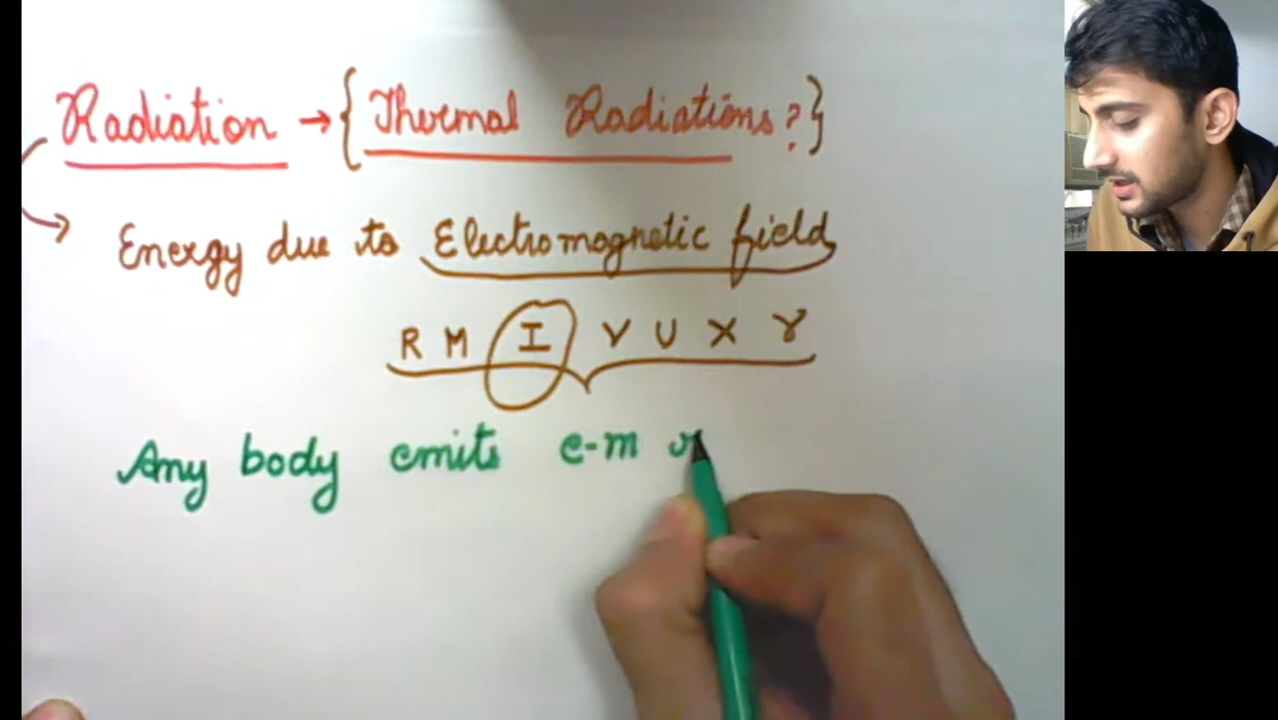 Radiation → {Thermal Radiations?}
→ Energy due to Electromagnetic field
R M I V U X γ
Any body emits e-m